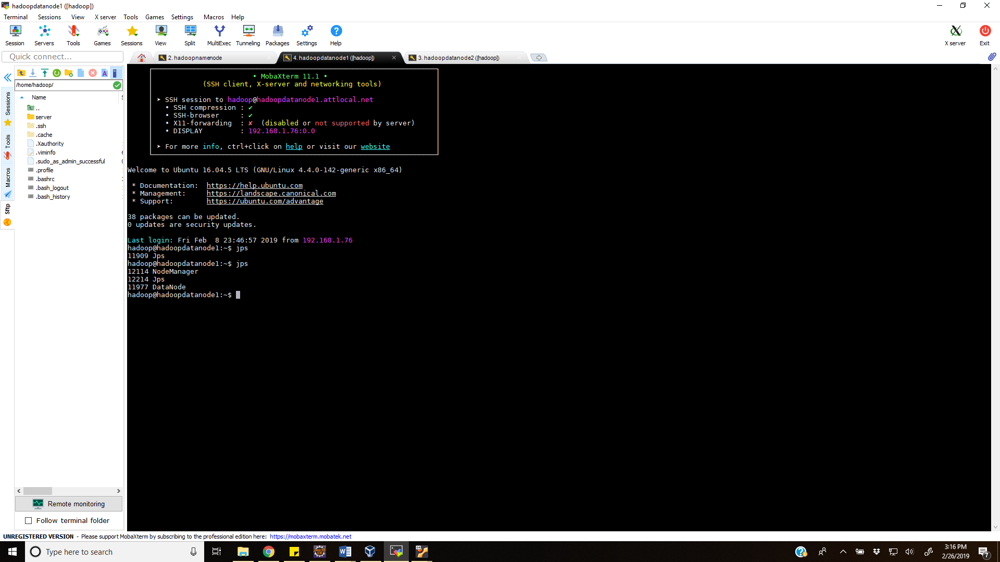 hadoopdatanode1 ([hadoop])
Terminal Sessions View X server Tools Games Settings Macros Help
Session Servers Tools Games Sessions View Split MultiExec Tunneling Packages Settings Help X server Exit
Quick connect...
2. hadoopnamenode
4. hadoopdatanode1 ([hadoop])
3. hadoopdatanode2 ([hadoop])
/home/hadoop/
Name
..
server
.ssh
.cache
.Xauthority
.viminfo
.sudo_as_admin_successful
.profile
.bashrc
.bash_logout
.bash_history
Sessions
Tools
Macros
Sftp
Remote monitoring
Follow terminal folder
• MobaXterm 11.1 •
(SSH client, X-server and networking tools)
➤ SSH session to hadoop@hadoopdatanode1.attlocal.net
• SSH compression : ✔
• SSH-browser : ✔
• X11-forwarding : ✘ (disabled or not supported by server)
• DISPLAY : 192.168.1.76:0.0
➤ For more info, ctrl+click on help or visit our website
Welcome to Ubuntu 16.04.5 LTS (GNU/Linux 4.4.0-142-generic x86_64)
* Documentation: https://help.ubuntu.com
* Management: https://landscape.canonical.com
* Support: https://ubuntu.com/advantage
38 packages can be updated.
0 updates are security updates.
Last login: Fri Feb 8 23:46:57 2019 from 192.168.1.76
hadoop@hadoopdatanode1:~$ jps
11909 Jps
hadoop@hadoopdatanode1:~$ jps
12114 NodeManager
12214 Jps
11977 DataNode
hadoop@hadoopdatanode1:~$
UNREGISTERED VERSION - Please support MobaXterm by subscribing to the professional edition here: https://mobaxterm.mobatek.net
Type here to search
3:16 PM
2/26/2019
7